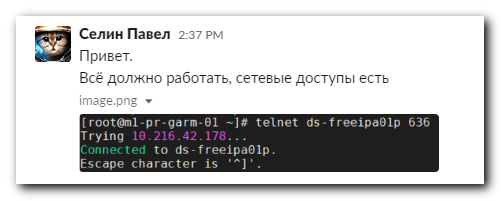 Селин Павел 2:37 PM
Привет.
Всё должно работать, сетевые доступы есть
image.png
[root@m1-pr-garm-01 ~]# telnet ds-freeipa01p 636
Trying 10.216.42.178...
Connected to ds-freeipa01p.
Escape character is '^]'.